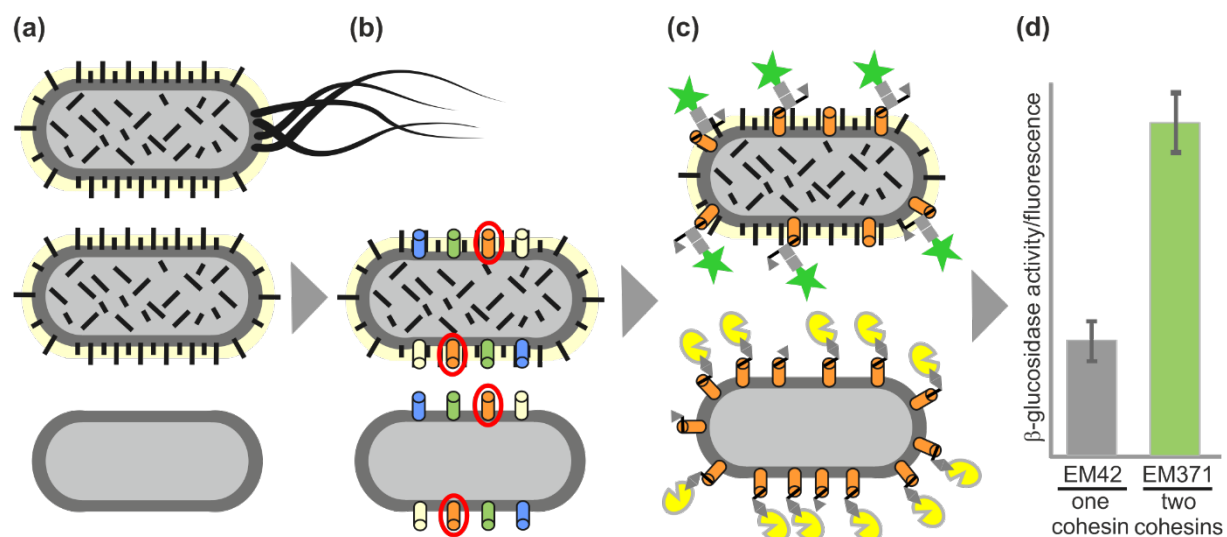 (a)
(b)
(c)
(d)
β-glucosidase activity/fluorescence
EM42
EM371
one
cohesin
two
cohesins